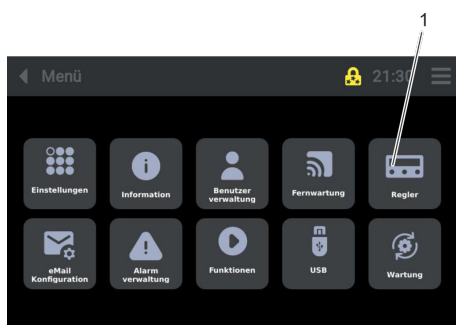 1
Menü
21:30
Einstellungen
Information
Benutzer
verwaltung
Fernwartung
Regler
eMail
Konfiguration
Alarm
verwaltung
Funktionen
USB
Wartung